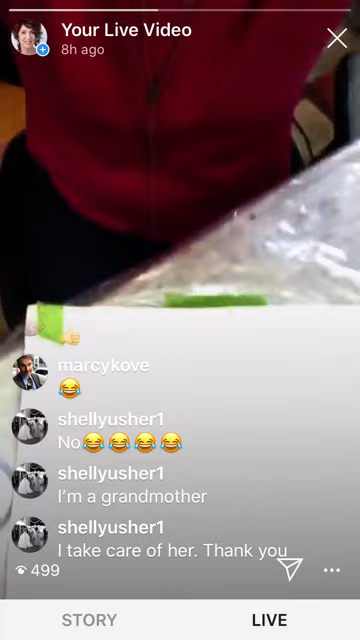 Your Live Video
8h ago
marcykove
😂
shellyusher1
No😂😂😂😂
shellyusher1
I'm a grandmother
shellyusher1
I take care of her. Thank you
499
STORY
LIVE